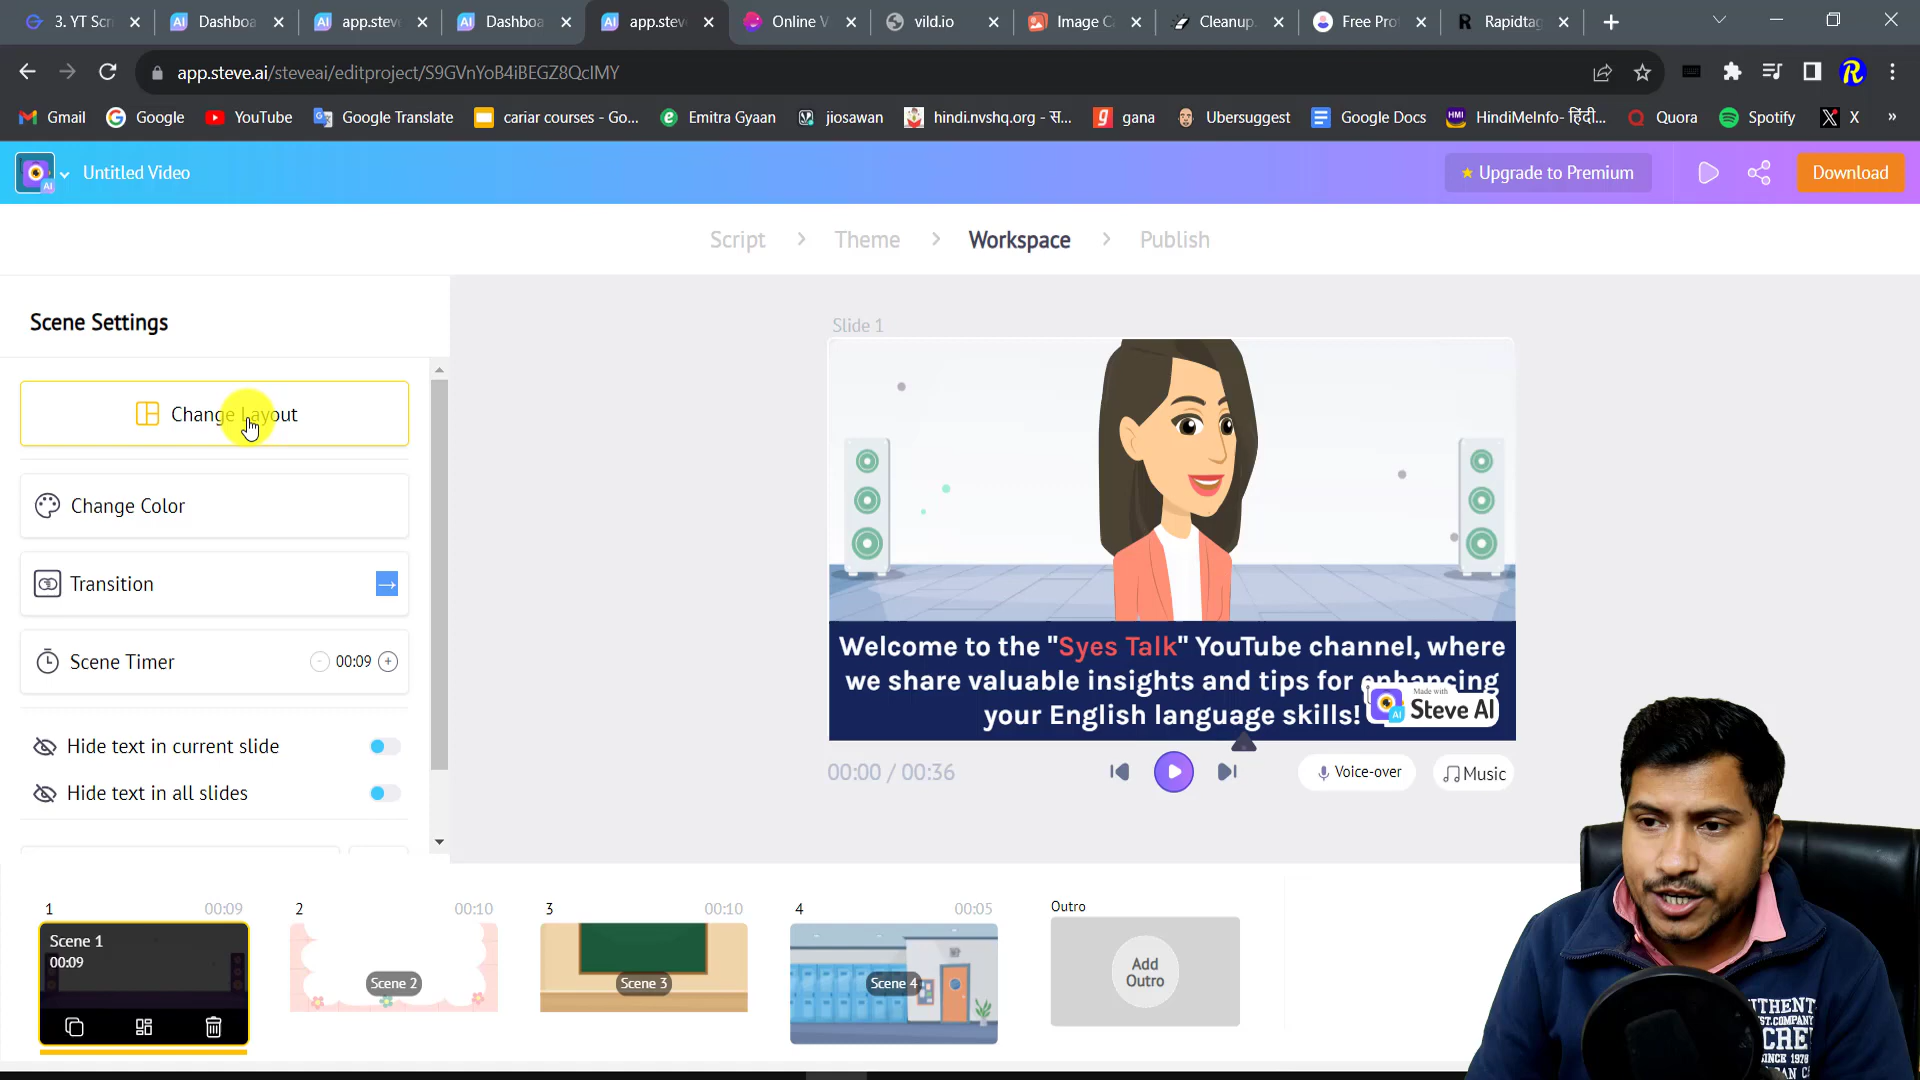 3. YT Scri
Dashboa
app.steve
Dashboa
app.steve
Online V
vild.io
Image C
Cleanup.
Free Pro
Rapidtag
app.steve.ai/steveai/editproject/S9GVnYoB4iBEGZ8QclMY
Gmail
Google
YouTube
Google Translate
cariar courses - Go...
Emitra Gyaan
jiosawan
hindi.nvshq.org - स...
gana
Ubersuggest
Google Docs
HindiMeInfo- हिंदी...
Quora
Spotify
X
»
Untitled Video
Upgrade to Premium
Download
Script > Theme > Workspace > Publish
Scene Settings
Slide 1
Change Layout
Change Color
Transition
Scene Timer
00:09
Hide text in current slide
Hide text in all slides
Welcome to the "Syes Talk" YouTube channel, where
we share valuable insights and tips for enhancing
your English language skills!
Made with
Steve AI
00:00 / 00:36
Voice-over
Music
1 00:09
2 00:10
3 00:10
4 00:05
Outro
Scene 1
00:09
Scene 2
Scene 3
Scene 4
Add
Outro
AUTHENT